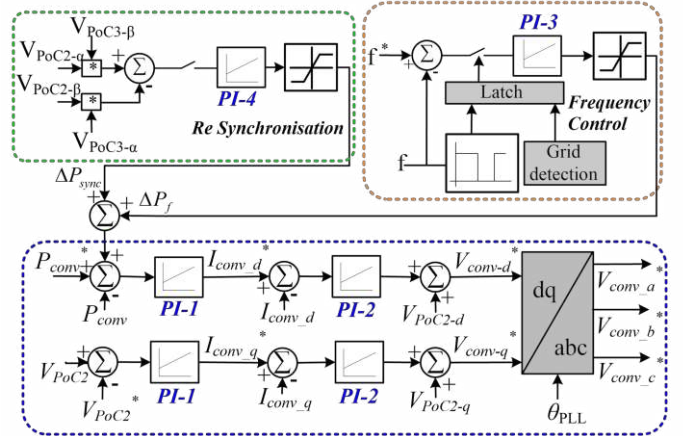 V_PoC3-β
V_PoC2-α
*
+
Σ
-
V_PoC2-β
*
V_PoC3-α
PI-4
Re Synchronisation
PI-3
f*
+
Σ
-
Latch
Frequency
Control
f
Grid
detection
ΔP_sync
+
+
ΔP_f
Σ
P_conv*
+
+
Σ
-
P_conv
PI-1
I_conv_d*
Σ
-
+
I_conv_d
PI-2
+
Σ
+
V_conv-d*
V_PoC2-d
dq
abc
V_conv_a*
V_conv_b*
V_conv_c*
V_PoC2
+
Σ
-
V_PoC2*
PI-1
I_conv_q*
+
Σ
-
I_conv_q
PI-2
+
Σ
+
V_conv-q*
V_PoC2-q
θ_PLL